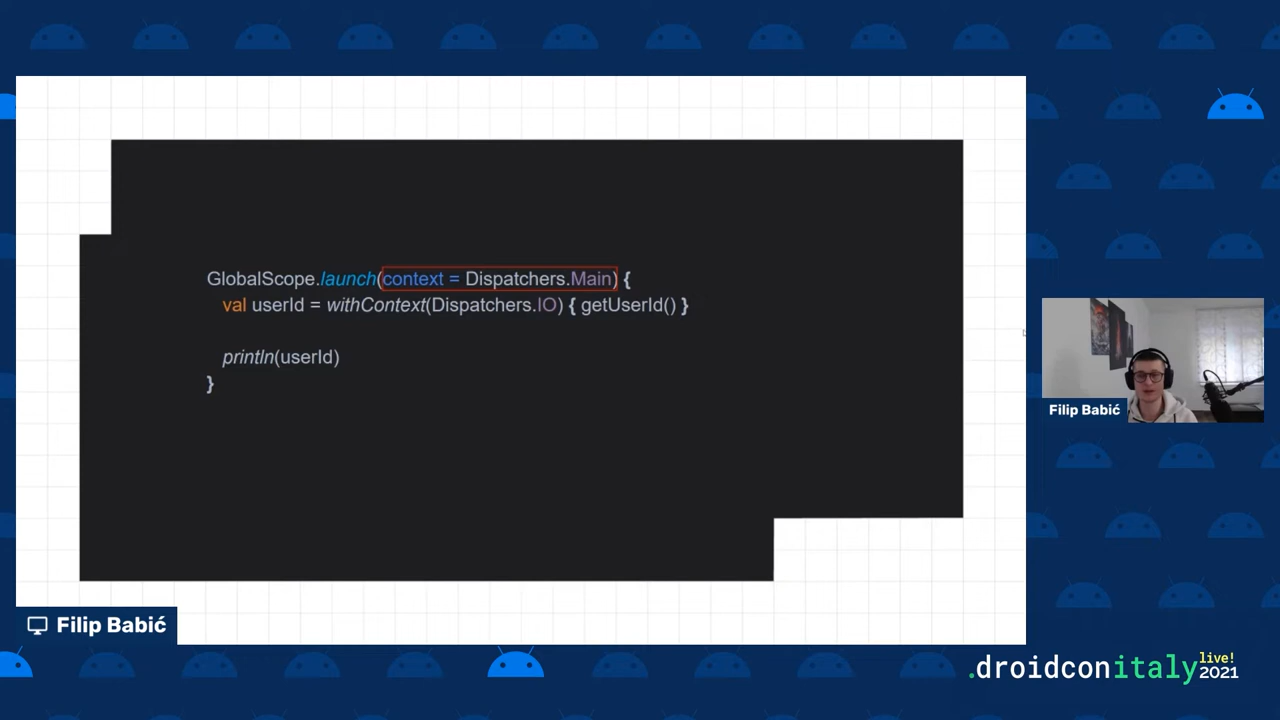 GlobalScope.launch(context = Dispatchers.Main) {
val userId = withContext(Dispatchers.IO) { getUserId() }
println(userId)
}
Filip Babić
Filip Babić
.droidconitaly live! 2021